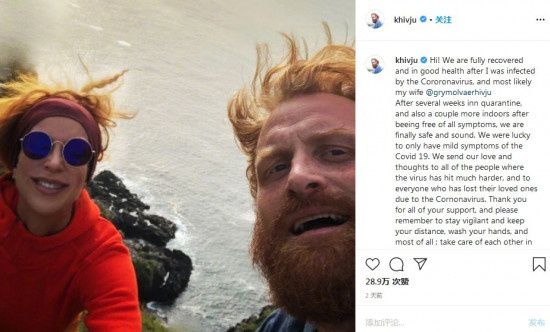 khivju • 关注
khivju Hi! We are fully recovered
and in good health after I was infected
by the Cororonavirus, and most likely
my wife @grymolvaerhivju
After several weeks inn quarantine,
and also a couple more indoors after
beeing free of all symptoms, we are
finally safe and sound. We were lucky
to only have mild symptoms of the
Covid 19. We send our love and
thoughts to all of the people where
the virus has hit much harder, and to
everyone who has lost their loved ones
due to the Cornonavirus. Thank you
for all of your support, and please
remember to stay vigilant and keep
your distance, wash your hands, and
most of all : take care of each other in
28.9万 次赞
2 天前
添加评论...
发布